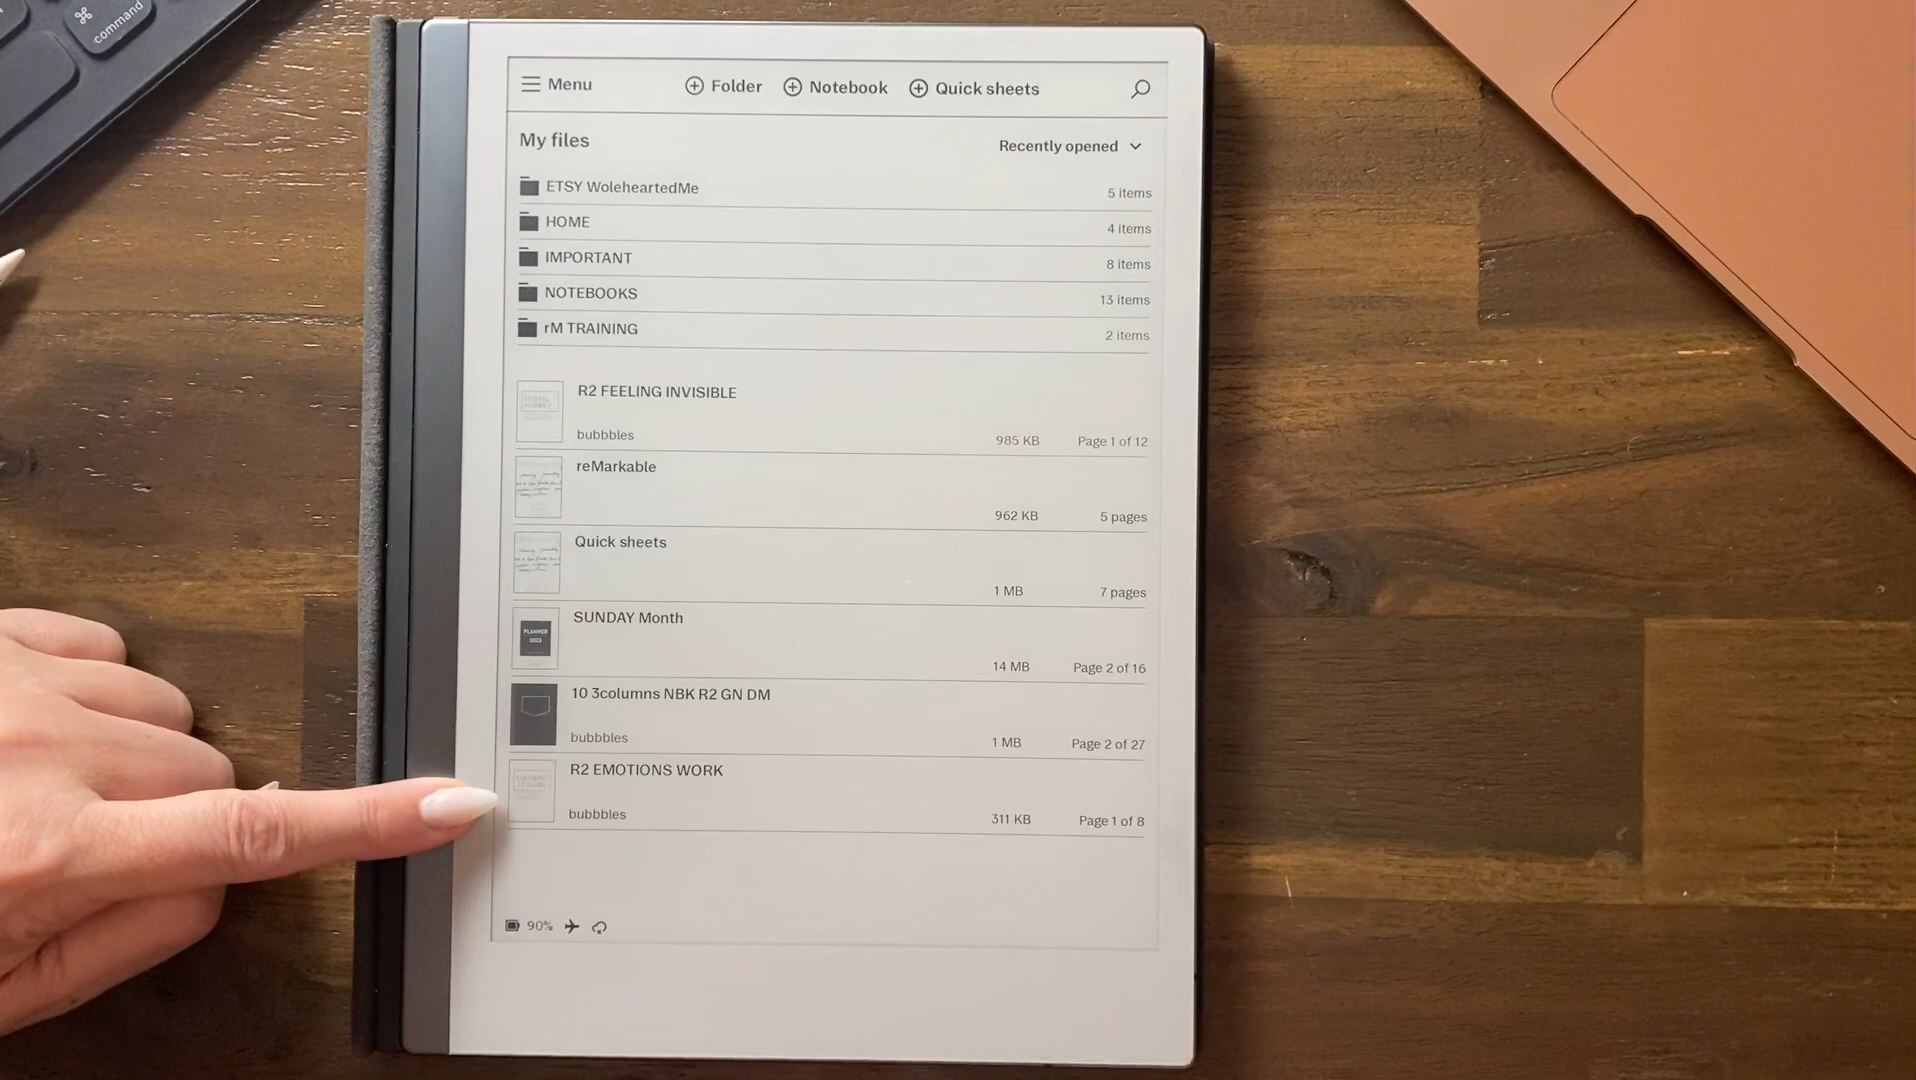 ⌘
command
Menu Folder Notebook Quick sheets
My files Recently opened
ETSY WoleheartedMe 5 items
HOME 4 items
IMPORTANT 8 items
NOTEBOOKS 13 items
rM TRAINING 2 items
R2 FEELING INVISIBLE
bubbbles 985 KB Page 1 of 12
reMarkable
962 KB 5 pages
Quick sheets
1 MB 7 pages
PLANNER
2023
SUNDAY Month
14 MB Page 2 of 16
10 3columns NBK R2 GN DM
bubbbles 1 MB Page 2 of 27
R2 EMOTIONS WORK
bubbbles 311 KB Page 1 of 8
90%